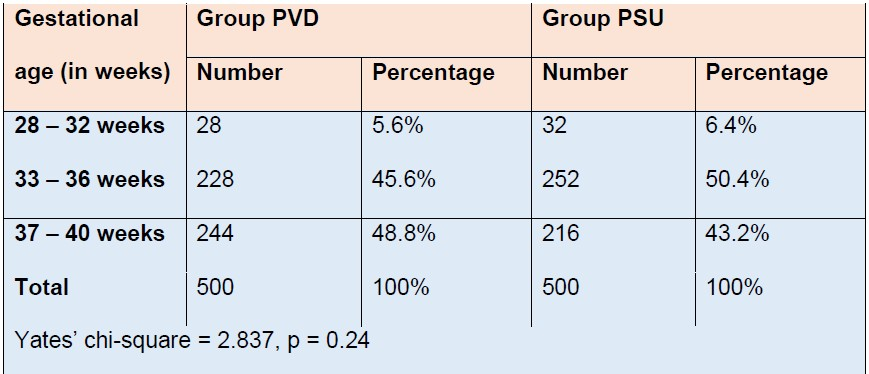 Gestational age (in weeks) Group PVD Group PSU
Number Percentage Number Percentage
28 – 32 weeks 28 5.6% 32 6.4%
33 – 36 weeks 228 45.6% 252 50.4%
37 – 40 weeks 244 48.8% 216 43.2%
Total 500 100% 500 100%
Yates’ chi-square = 2.837, p = 0.24